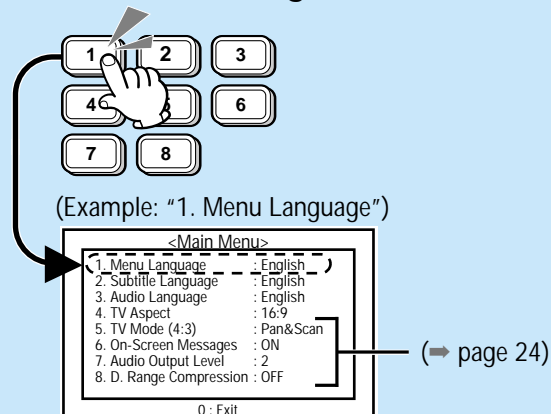 1 2 3
4 6
7 8
(Example: "1. Menu Language")
<Main Menu>
1. Menu Language : English
2. Subtitle Language : English
3. Audio Language : English
4. TV Aspect : 16:9
5. TV Mode (4:3) : Pan&Scan
6. On-Screen Messages : ON
7. Audio Output Level : 2
8. D. Range Compression : OFF
0 : Exit
(➡ page 24)